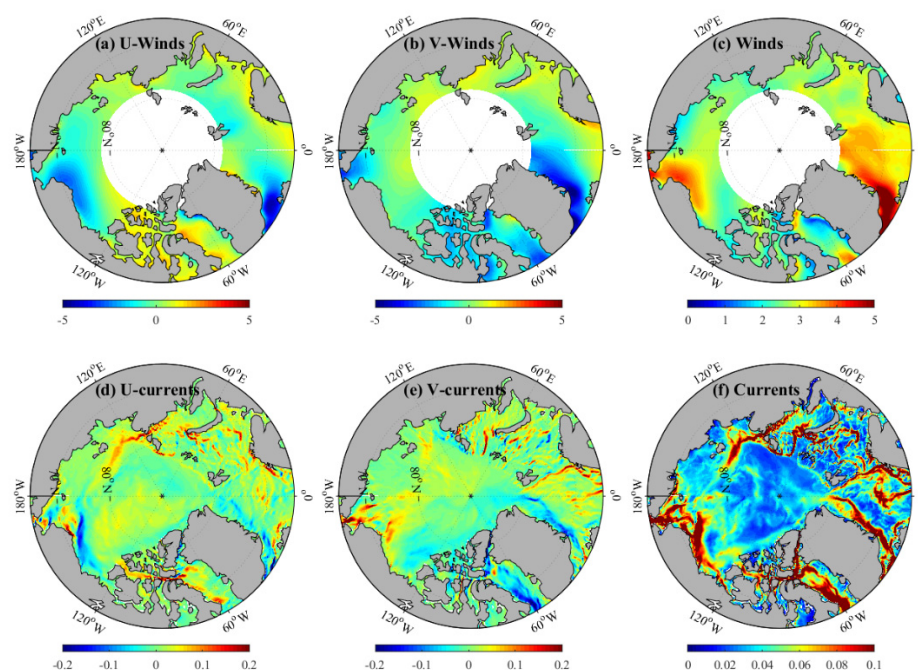 120°E 60°E 120°E 60°E 120°E 60°E
(a) U-Winds (b) V-Winds (c) Winds
180°W 80°N 0° 180°W 80°N 0° 180°W 80°N 0°
120°W 60°W 120°W 60°W 120°W 60°W
-5 0 5 -5 0 5 0 1 2 3 4 5
120°E 60°E 120°E 60°E 120°E 60°E
(d) U-currents (e) V-currents (f) Currents
180°W 80°N 0° 180°W 80°N 0° 180°W 80°N 0°
120°W 60°W 120°W 60°W 120°W 60°W
-0.2 -0.1 0 0.1 0.2 -0.2 -0.1 0 0.1 0.2 0 0.02 0.04 0.06 0.08 0.1